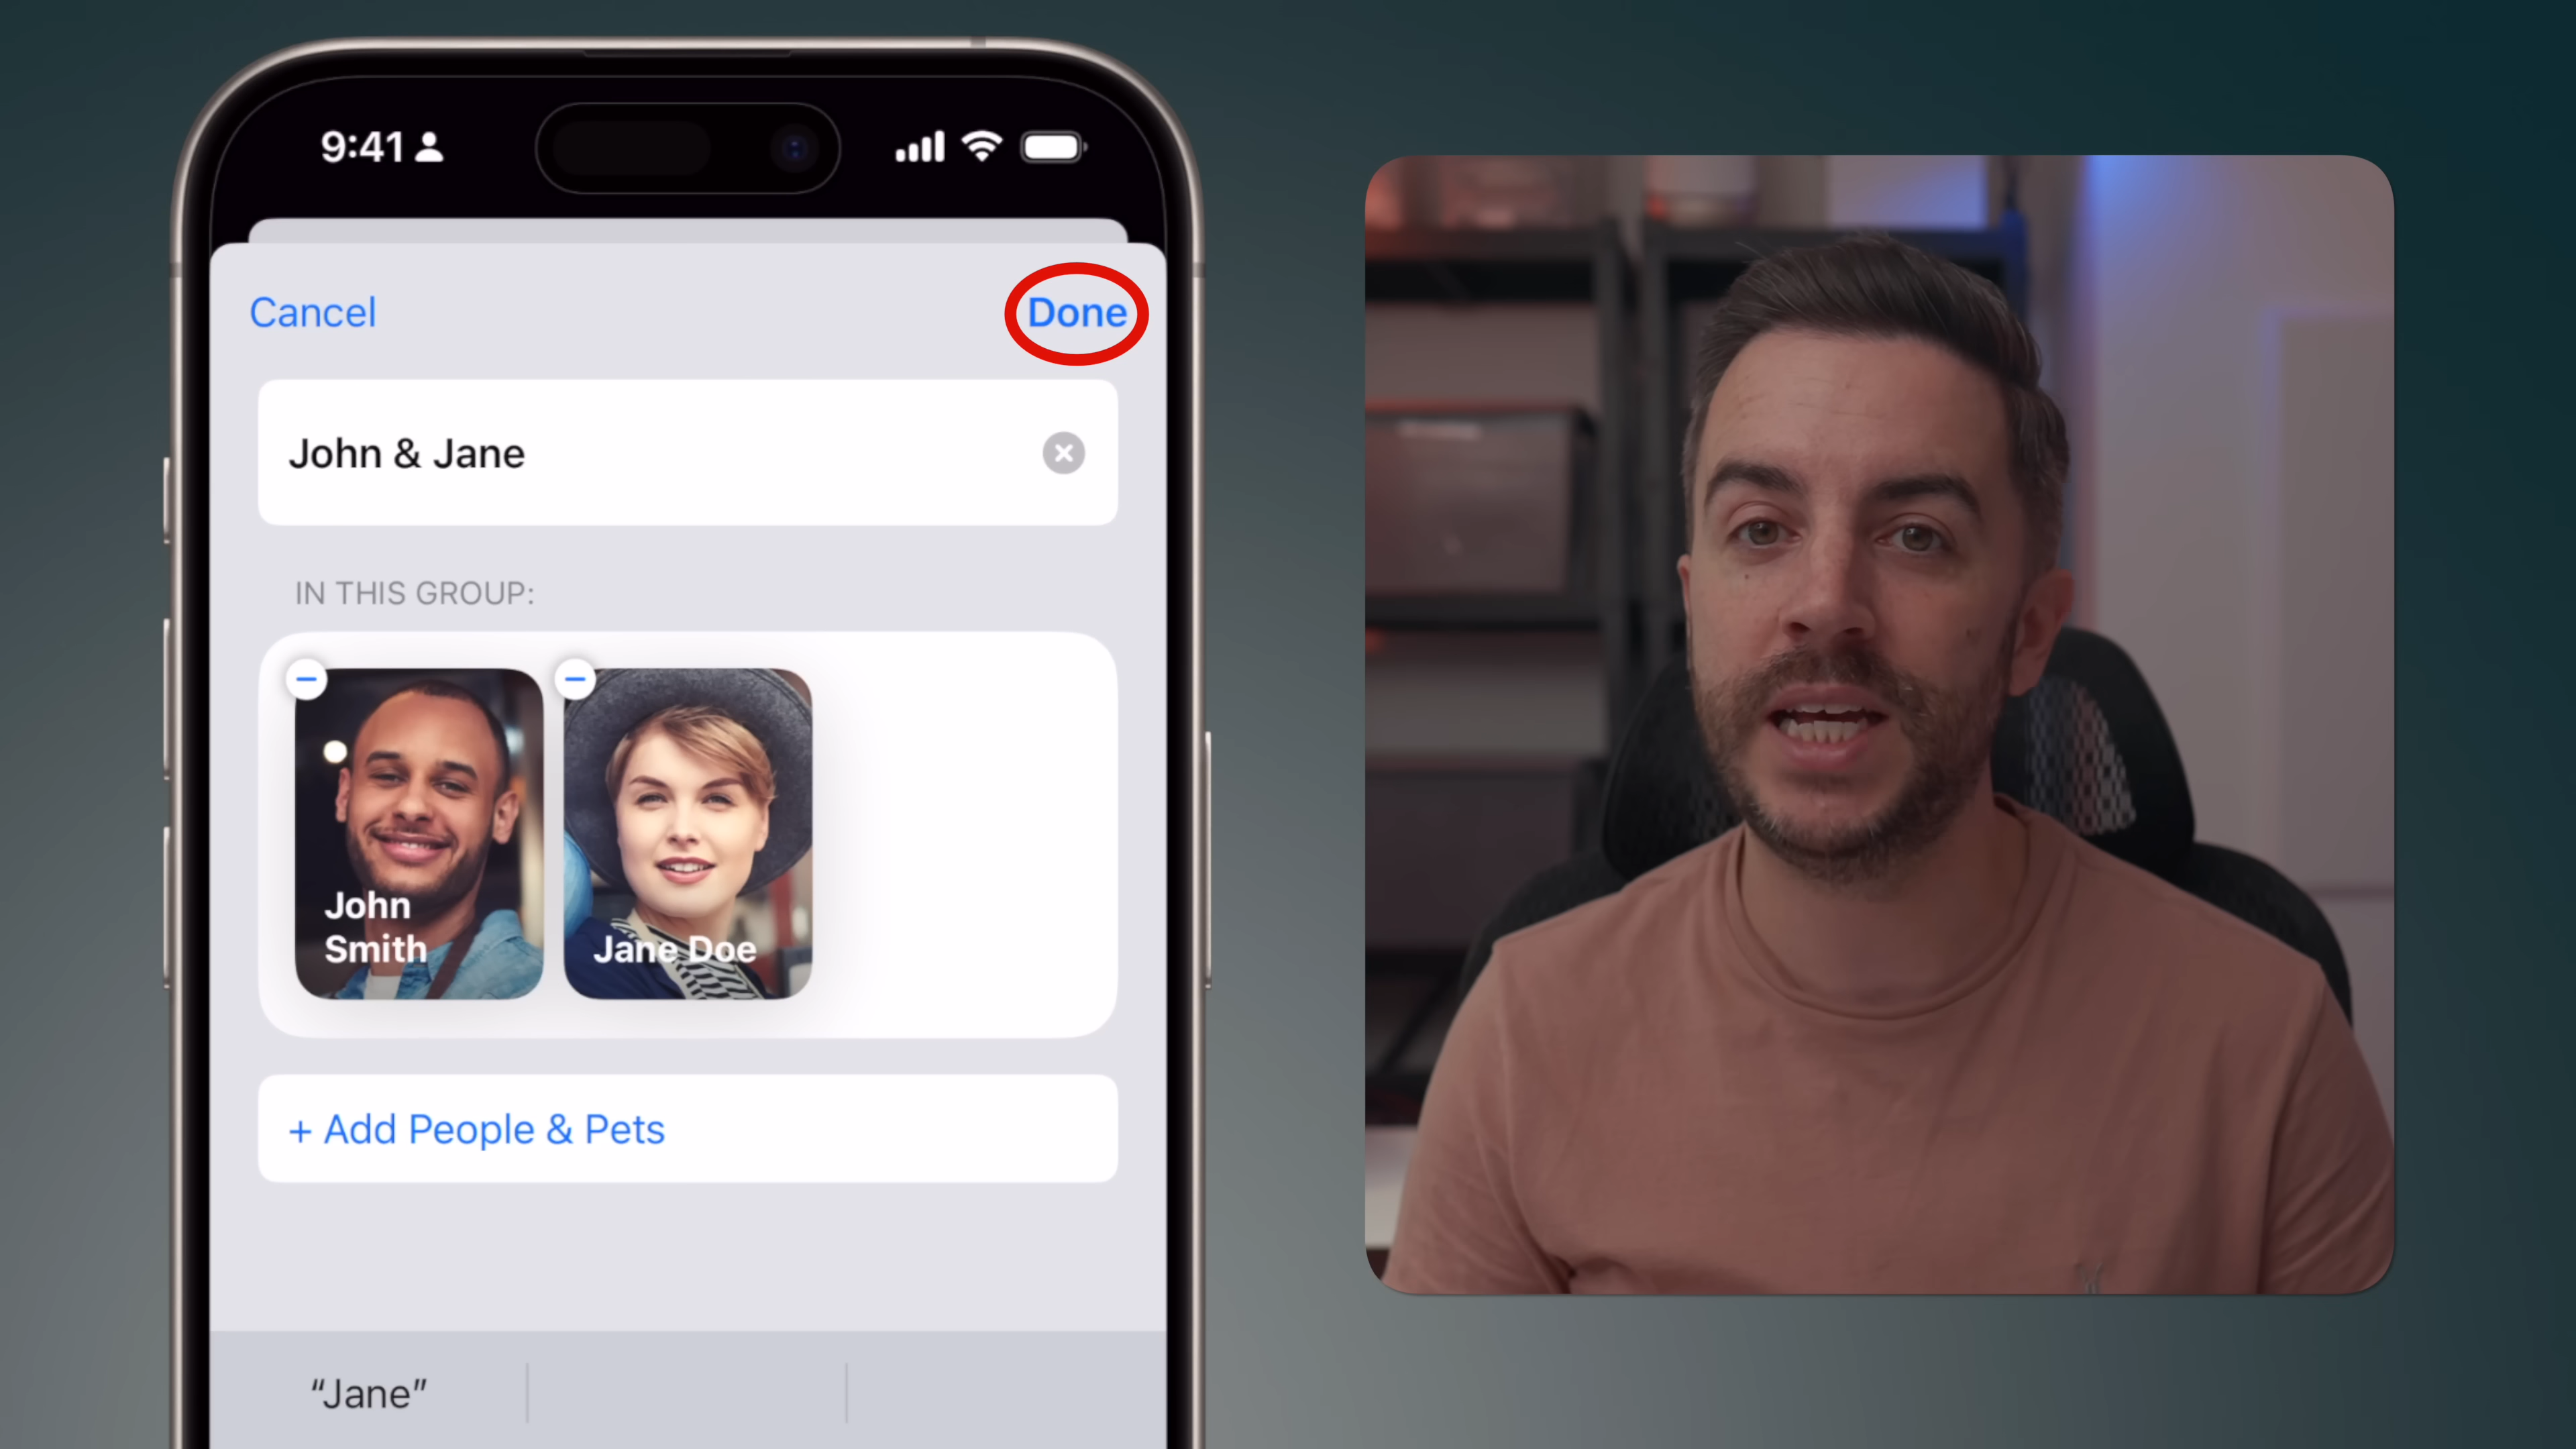 9:41
Cancel
Done
John & Jane
IN THIS GROUP:
John
Smith
Jane Doe
+ Add People & Pets
“Jane”